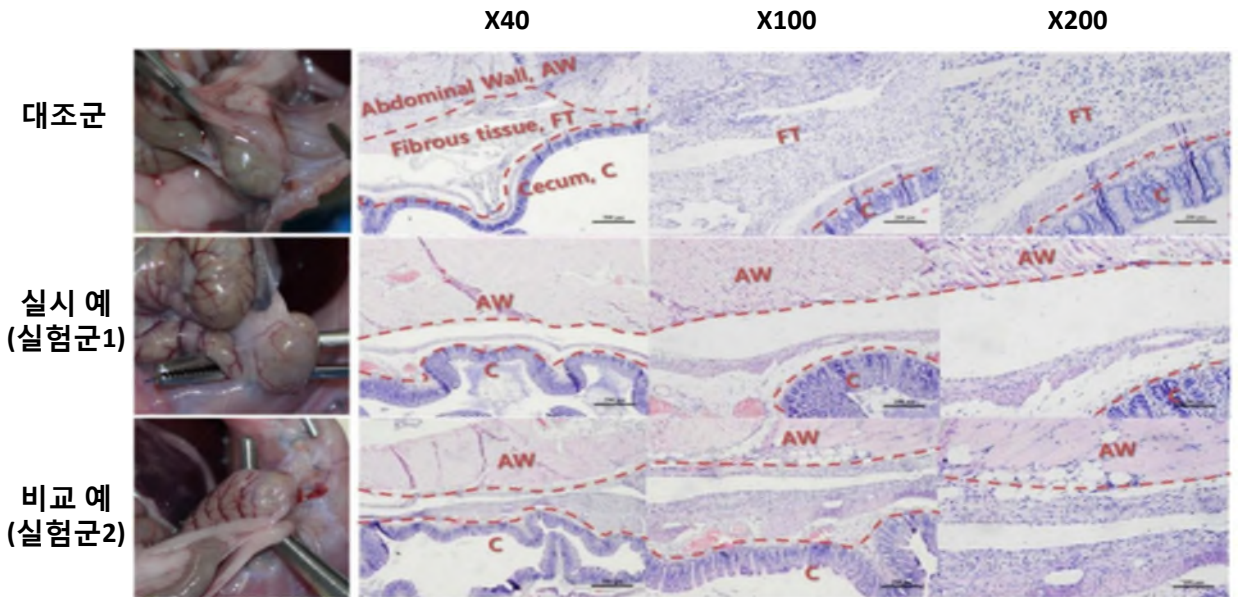 X40 X100 X200
대조군
Abdominal Wall, AW
Fibrous tissue, FT
Cecum, C
FT
C
FT
C
실시 예
(실험군1)
AW
C
AW
C
AW
C
비교 예
(실험군2)
AW
C
AW
C
AW